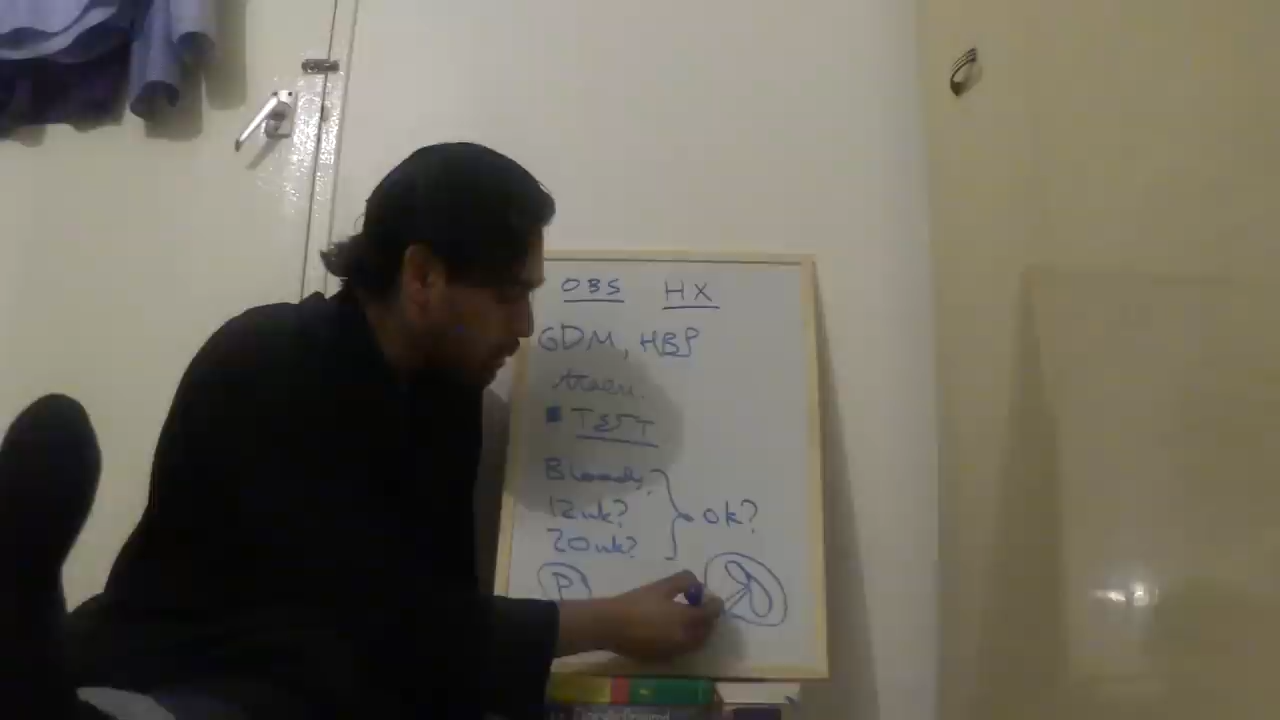 OBS HX
GDM, HBP
TEST
Bloods,
12wk?
20wk?
ok?
P